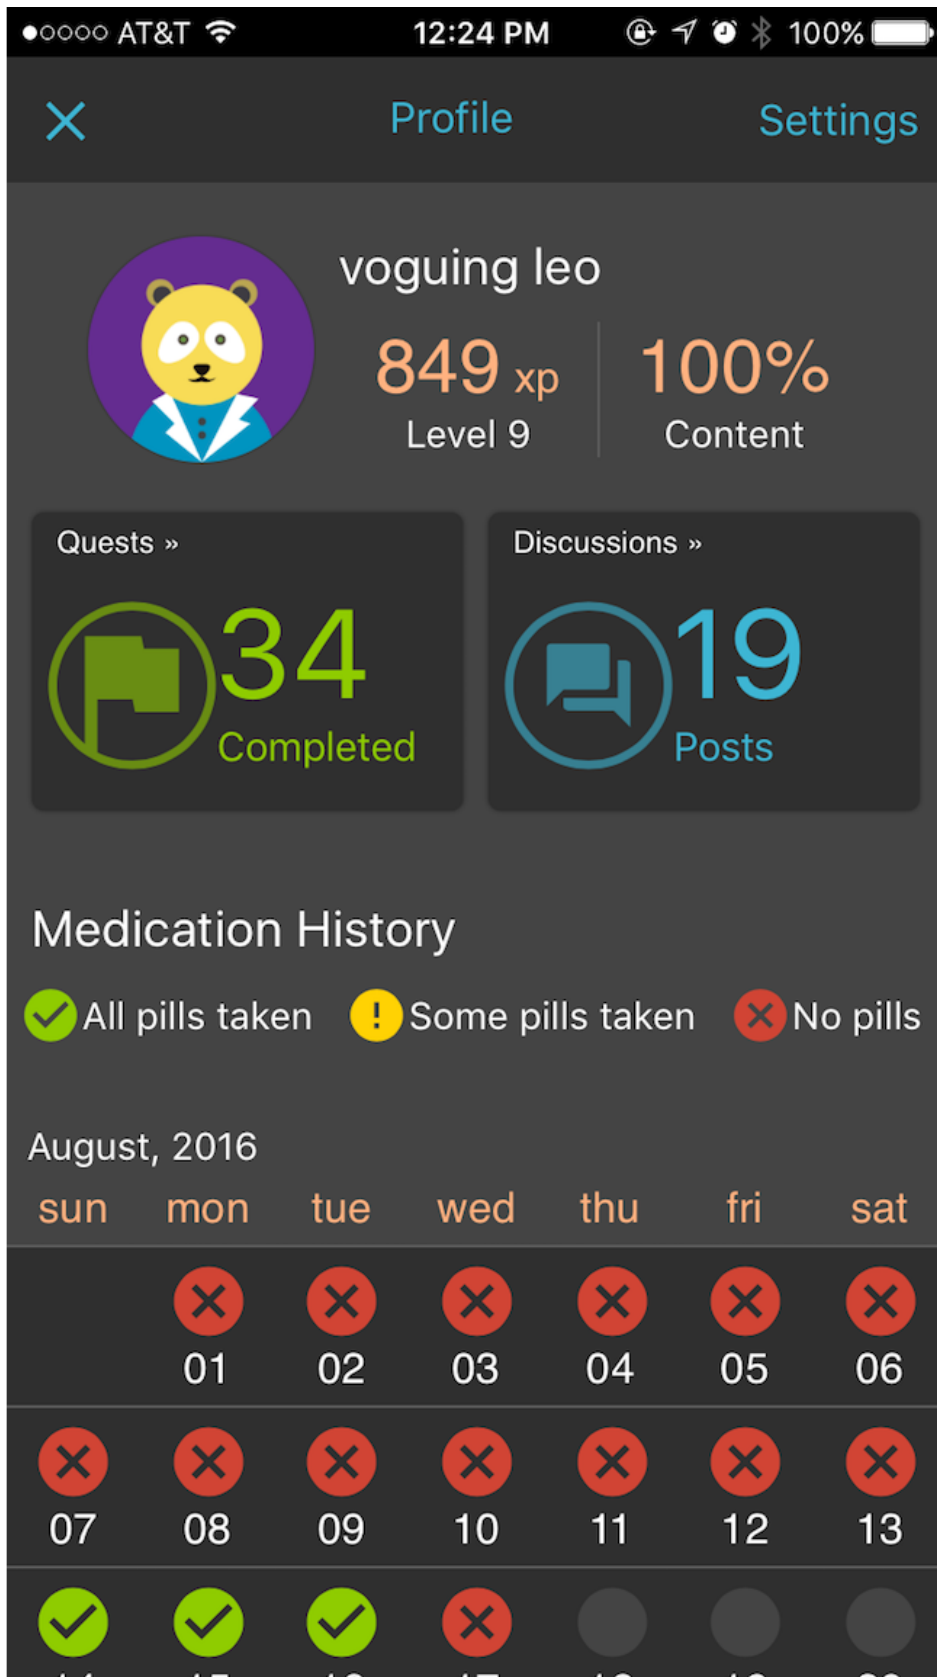 AT&T 12:24 PM 100%
Profile Settings
voguing leo
849 xp 100%
Level 9 Content
Quests » Discussions »
34 19
Completed Posts
Medication History
All pills taken ! Some pills taken No pills
August, 2016
sun mon tue wed thu fri sat
01 02 03 04 05 06
07 08 09 10 11 12 13